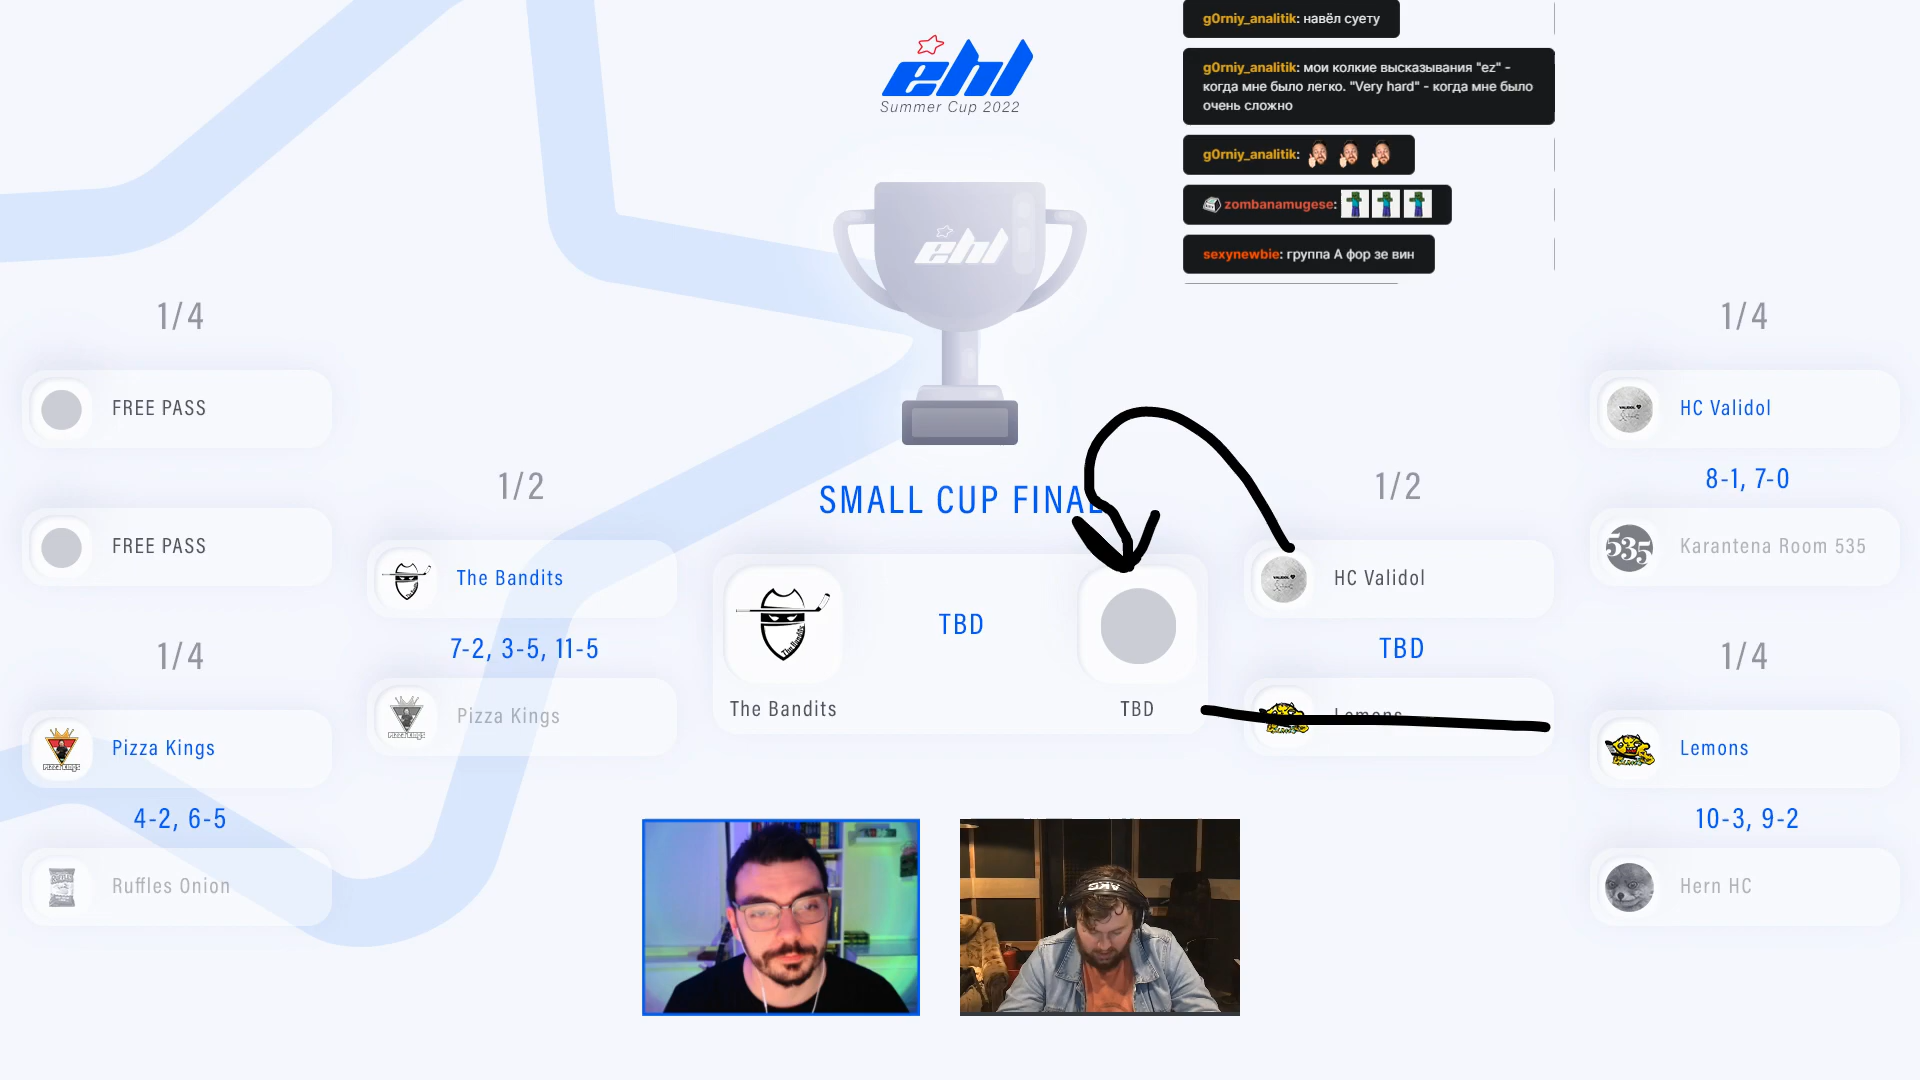 ehl
Summer Cup 2022
g0rniy_analitik: навёл суету
g0rniy_analitik: мои колкие высказывания "ez" -
когда мне было легко. "Very hard" - когда мне было
очень сложно
g0rniy_analitik:
zombanamugese:
sexynewbie: группа А фор зе вин
ehl
1/4
FREE PASS
FREE PASS
1/4
Pizza Kings
4-2, 6-5
Ruffles Onion
1/2
The Bandits
7-2, 3-5, 11-5
Pizza Kings
SMALL CUP FINAL
The Bandits
TBD
TBD
1/2
HC Validol
TBD
Lemons
1/4
HC Validol
8-1, 7-0
535
Karantena Room 535
1/4
Lemons
10-3, 9-2
Hern HC
AKG